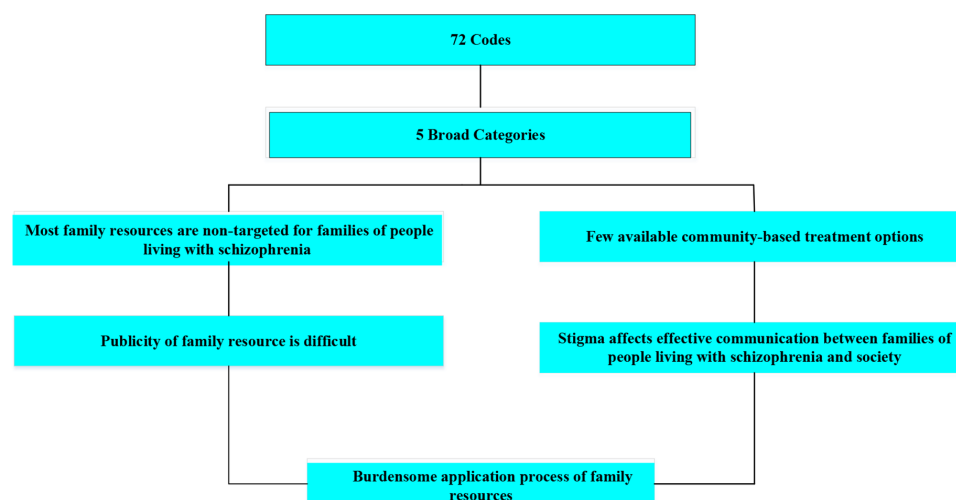 72 Codes
5 Broad Categories
Most family resources are non-targeted for families of people
living with schizophrenia
Few available community-based treatment options
Publicity of family resource is difficult
Stigma affects effective communication between families of
people living with schizophrenia and society
Burdensome application process of family
resources